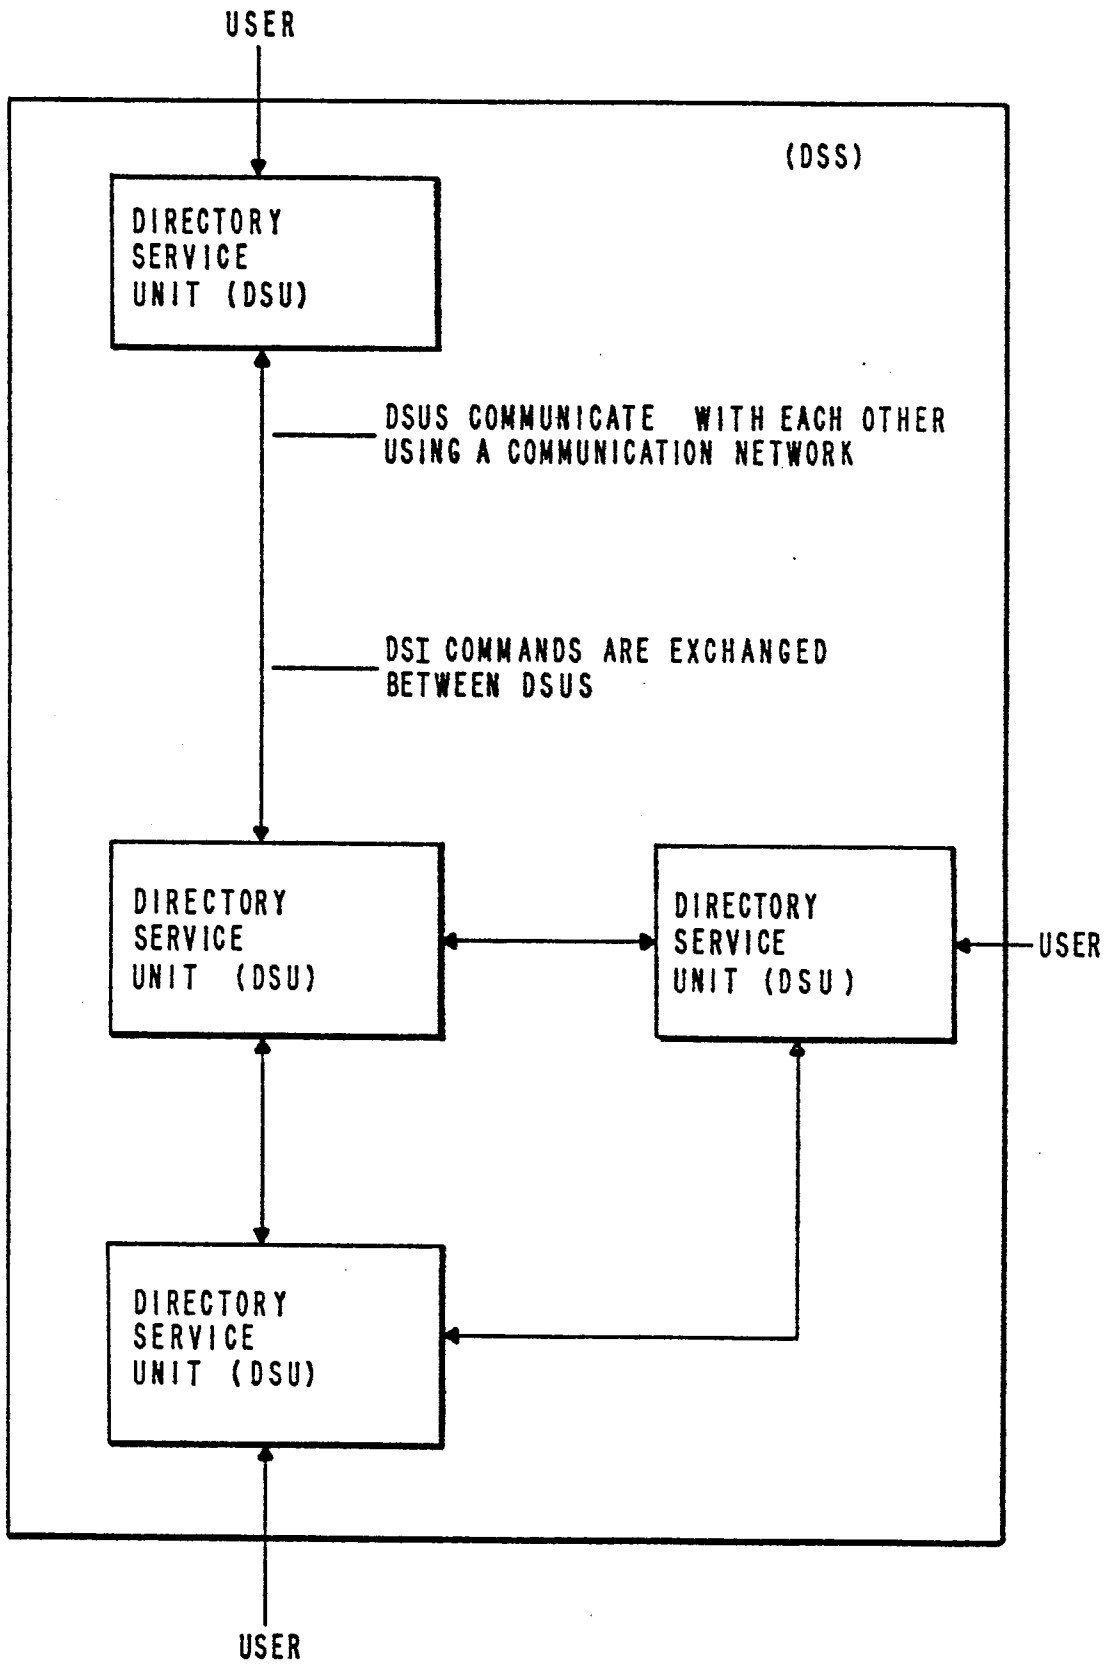 USER
(DSS)
DIRECTORY
SERVICE
UNIT (DSU)
DSUS COMMUNICATE WITH EACH OTHER
USING A COMMUNICATION NETWORK
DSI COMMANDS ARE EXCHANGED
BETWEEN DSUS
DIRECTORY
SERVICE
UNIT (DSU)
DIRECTORY
SERVICE
UNIT (DSU)
USER
DIRECTORY
SERVICE
UNIT (DSU)
USER